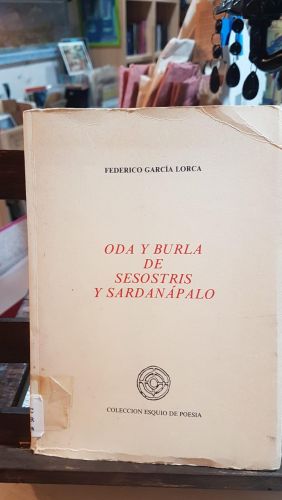 FEDERICO GARCÍA LORCA
ODA Y BURLA
DE
SESOSTRIS
Y SARDANÁPALO
COLECCION ESQUIO DE POESIA